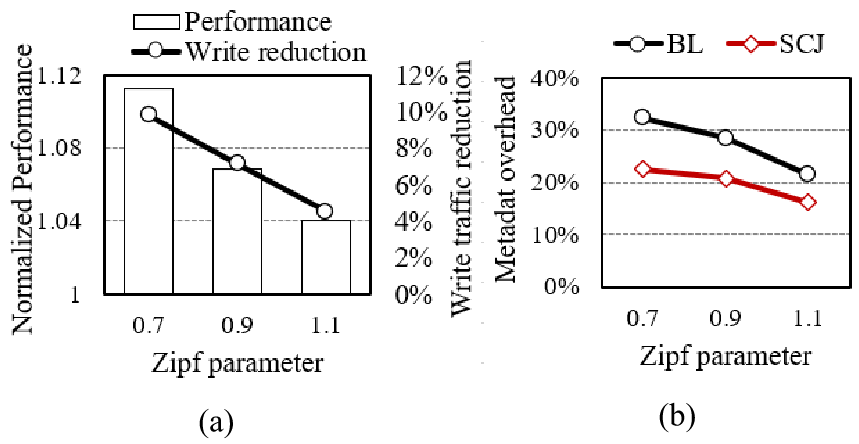 Performance
Write reduction
Normalized Performance
1.12
1.08
1.04
1
12%
10%
8%
6%
4%
2%
0%
Write traffic reduction
0.7 0.9 1.1
Zipf parameter
(a)
BL SCJ
Metadat overhead
40%
30%
20%
10%
0%
0.7 0.9 1.1
Zipf parameter
(b)